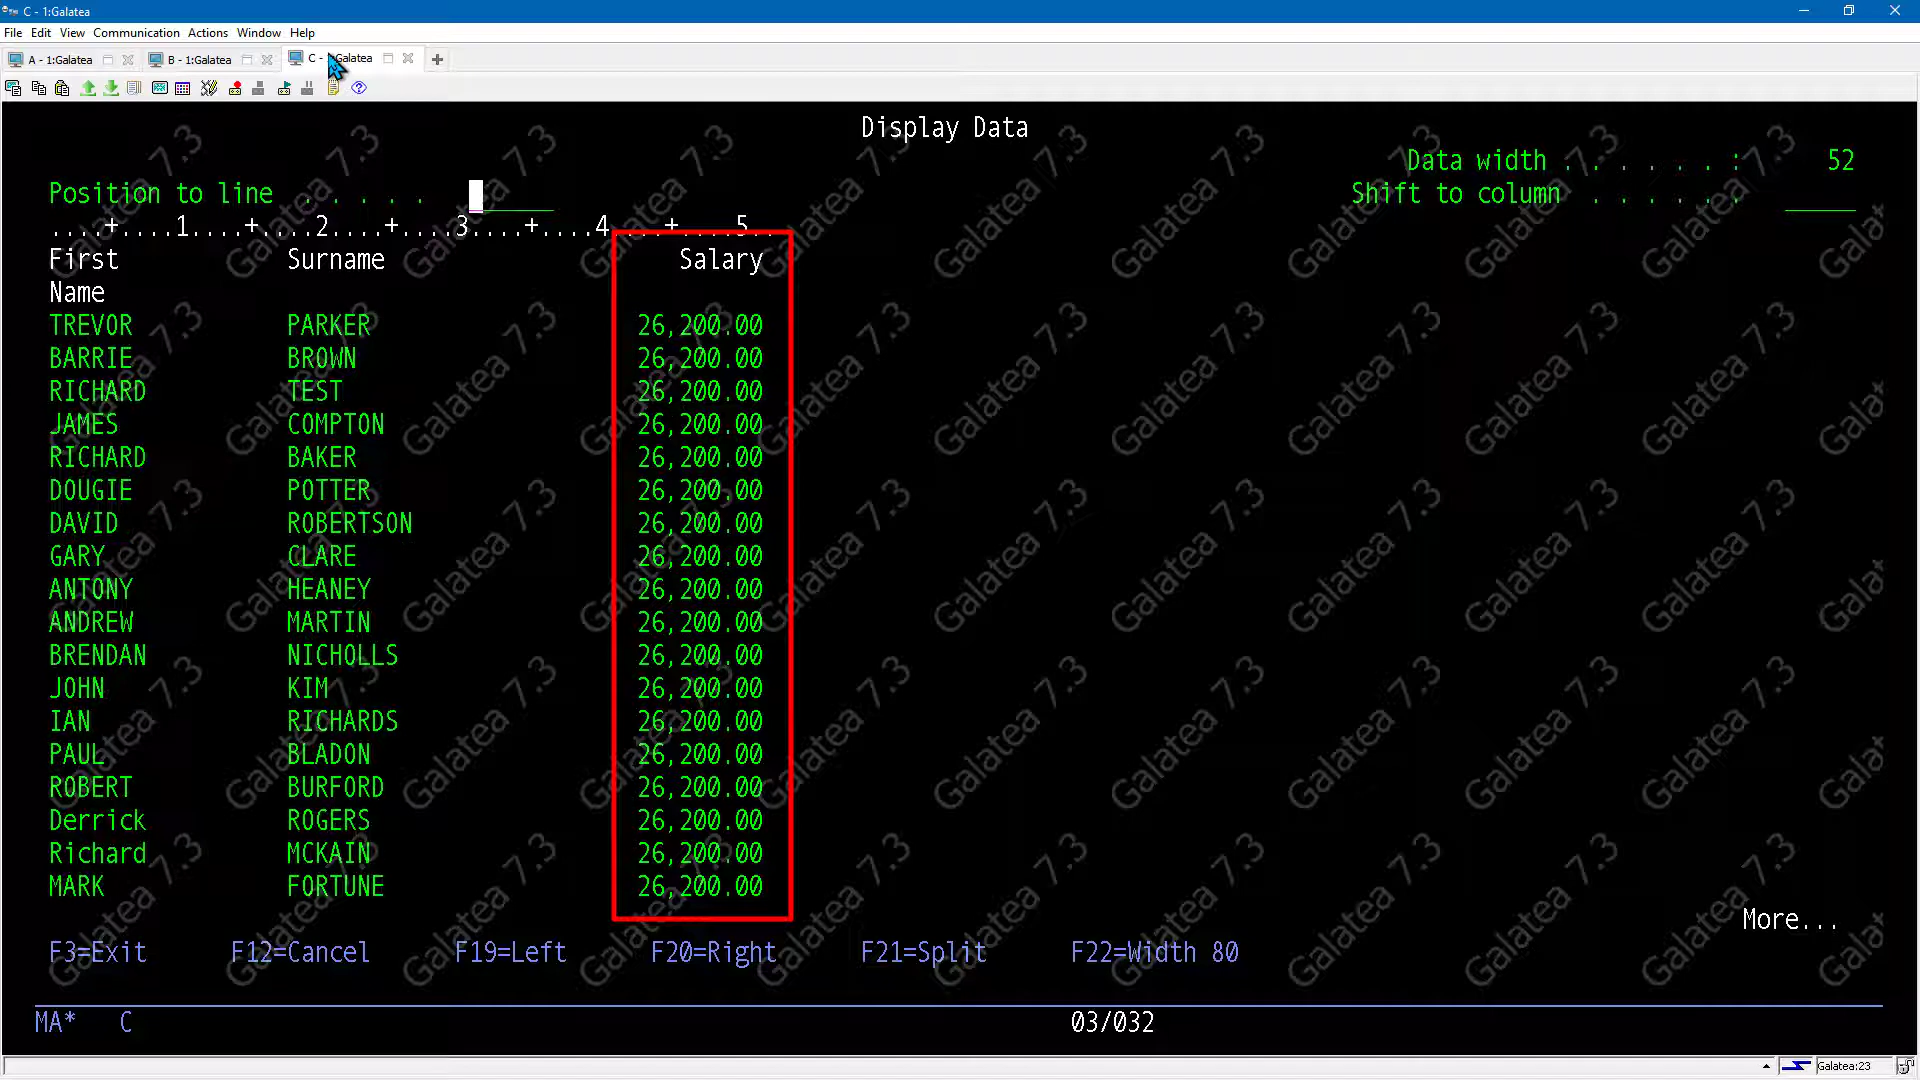 C - 1:Galatea
File Edit View Communication Actions Window Help
A - 1:Galatea B - 1:Galatea C - Galatea
Display Data
Data width . . . . . . : 52
Position to line . . . . . Shift to column . . . . . .
....+....1....+....2....+....3....+....4....+....5..
First Surname Salary
Name
TREVOR PARKER 26,200.00
BARRIE BROWN 26,200.00
RICHARD TEST 26,200.00
JAMES COMPTON 26,200.00
RICHARD BAKER 26,200.00
DOUGIE POTTER 26,200.00
DAVID ROBERTSON 26,200.00
GARY CLARE 26,200.00
ANTONY HEANEY 26,200.00
ANDREW MARTIN 26,200.00
BRENDAN NICHOLLS 26,200.00
JOHN KIM 26,200.00
IAN RICHARDS 26,200.00
PAUL BLADON 26,200.00
ROBERT BURFORD 26,200.00
Derrick ROGERS 26,200.00
Richard MCKAIN 26,200.00
MARK FORTUNE 26,200.00
More...
F3=Exit F12=Cancel F19=Left F20=Right F21=Split F22=Width 80
MA* C 03/032
Galatea:23
Galatea 7.3